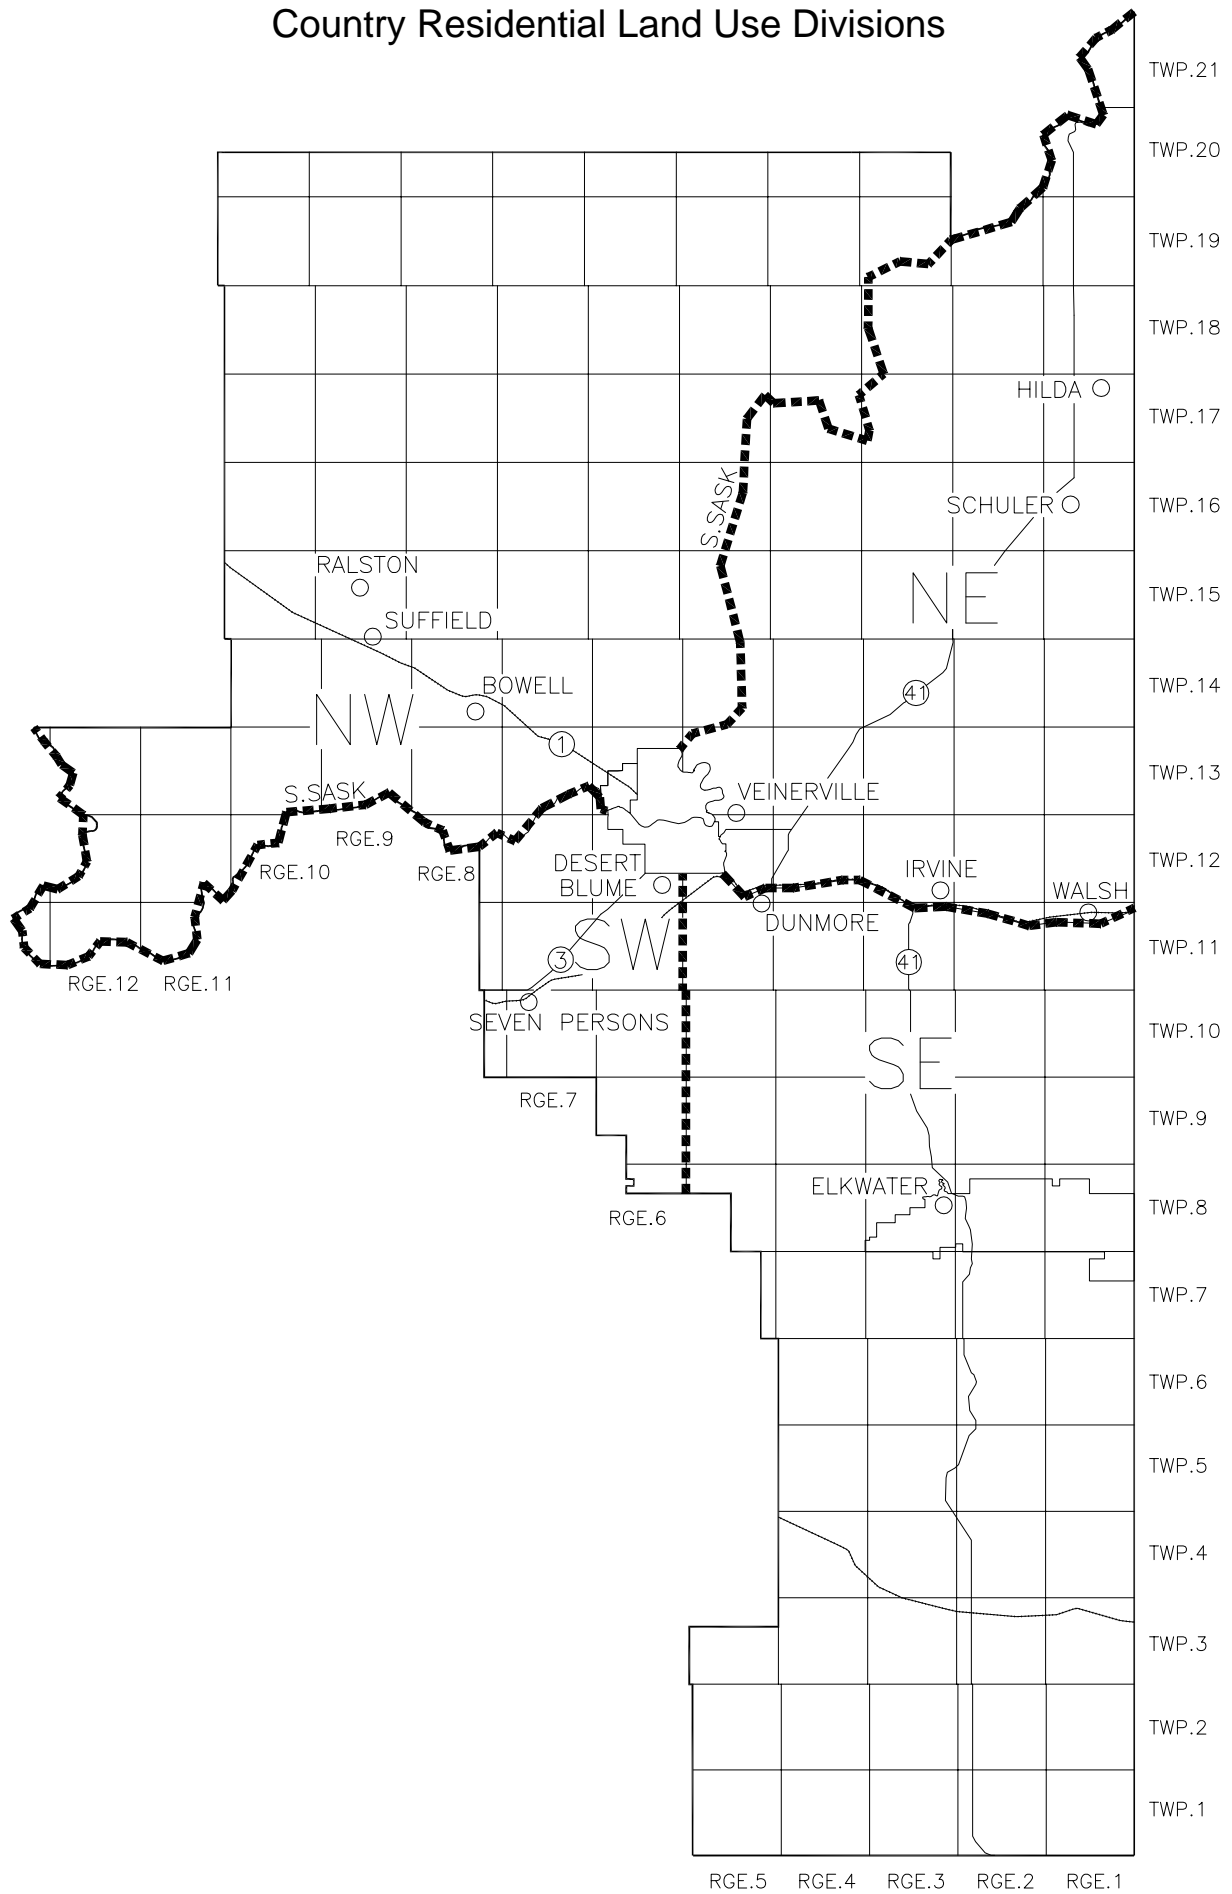 Country Residential Land Use Divisions
TWP.21
TWP.20
TWP.19
TWP.18
HILDA
TWP.17
S.SASK
SCHULER
TWP.16
RALSTON
NE
TWP.15
SUFFIELD
BOWELL
41
TWP.14
NW
1
TWP.13
S.SASK
VEINERVILLE
RGE.9
RGE.10
RGE.8
DESERT
BLUME
IRVINE
TWP.12
WALSH
DUNMORE
SW
3
41
TWP.11
RGE.12
RGE.11
SEVEN PERSONS
TWP.10
SE
RGE.7
TWP.9
ELKWATER
TWP.8
RGE.6
TWP.7
TWP.6
TWP.5
TWP.4
TWP.3
TWP.2
TWP.1
RGE.5
RGE.4
RGE.3
RGE.2
RGE.1